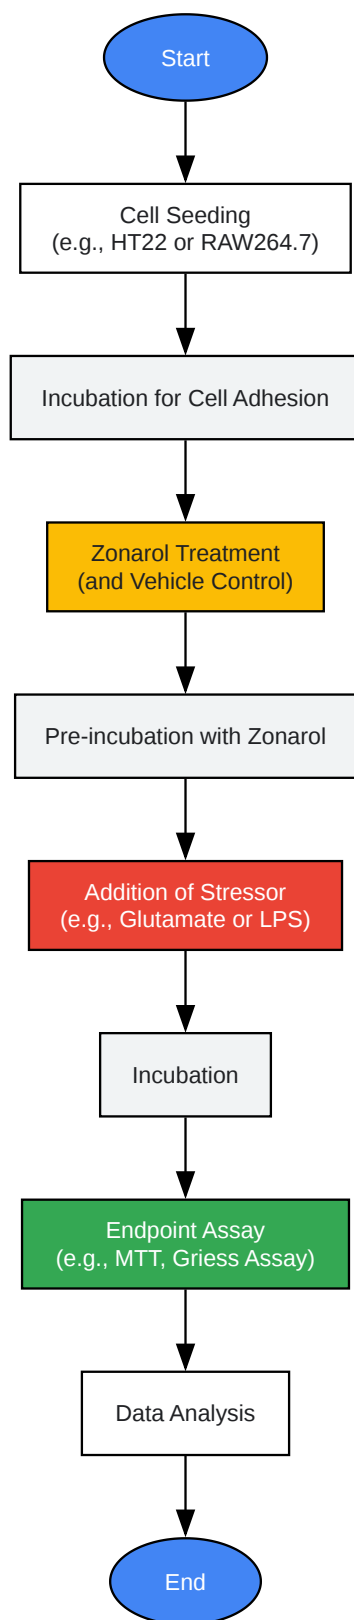 Start
Cell Seeding
(e.g., HT22 or RAW264.7)
Incubation for Cell Adhesion
Zonarol Treatment
(and Vehicle Control)
Pre-incubation with Zonarol
Addition of Stressor
(e.g., Glutamate or LPS)
Incubation
Endpoint Assay
(e.g., MTT, Griess Assay)
Data Analysis
End